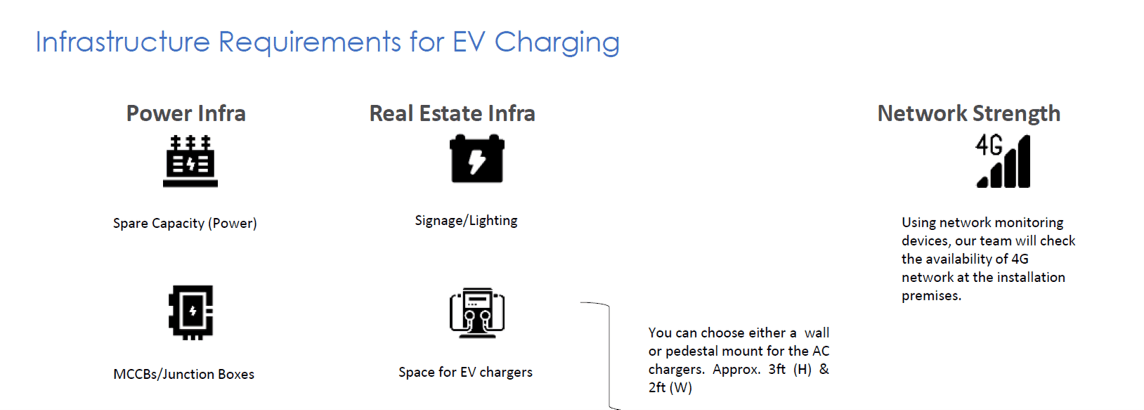 Infrastructure Requirements for EV Charging
Power Infra
Real Estate Infra
Network Strength
4G
Spare Capacity (Power)
Signage/Lighting
Using network monitoring
devices, our team will check
the availability of 4G
network at the installation
premises.
MCCBs/Junction Boxes
Space for EV chargers
You can choose either a wall
or pedestal mount for the AC
chargers. Approx. 3ft (H) &
2ft (W)